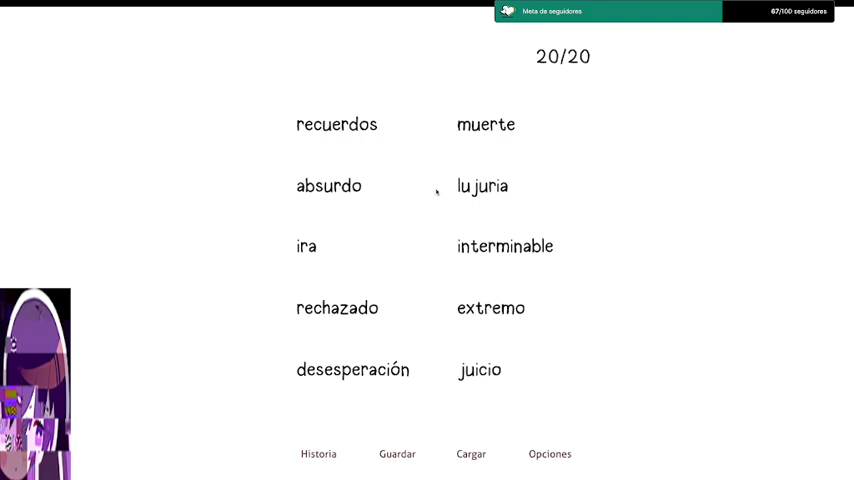 Meta de seguidores 67/100 seguidores
20/20
recuerdos muerte
absurdo lujuria
ira interminable
rechazado extremo
desesperación juicio
Historia Guardar Cargar Opciones